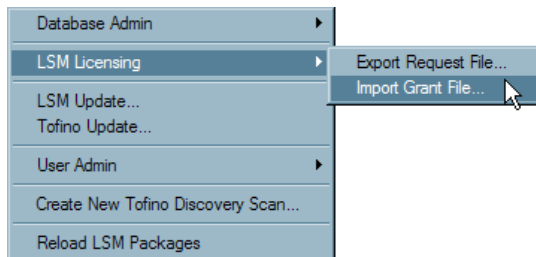 Database Admin
LSM Licensing
Export Request File...
Import Grant File...
LSM Update...
Tofino Update...
User Admin
Create New Tofino Discovery Scan...
Reload LSM Packages